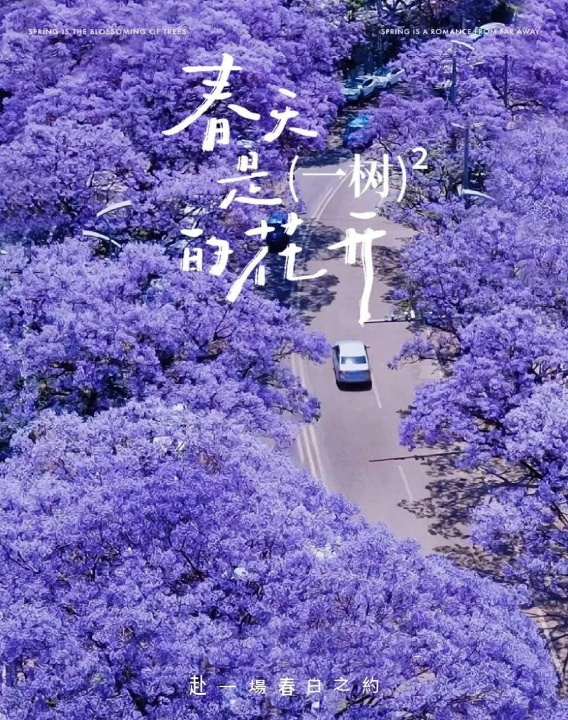 SPRING IS THE BLOSSOMING OF TREES
SPRING IS A ROMANCE FROM FAR AWAY
春天
是(一树)²
的花开
赴一場春日之約